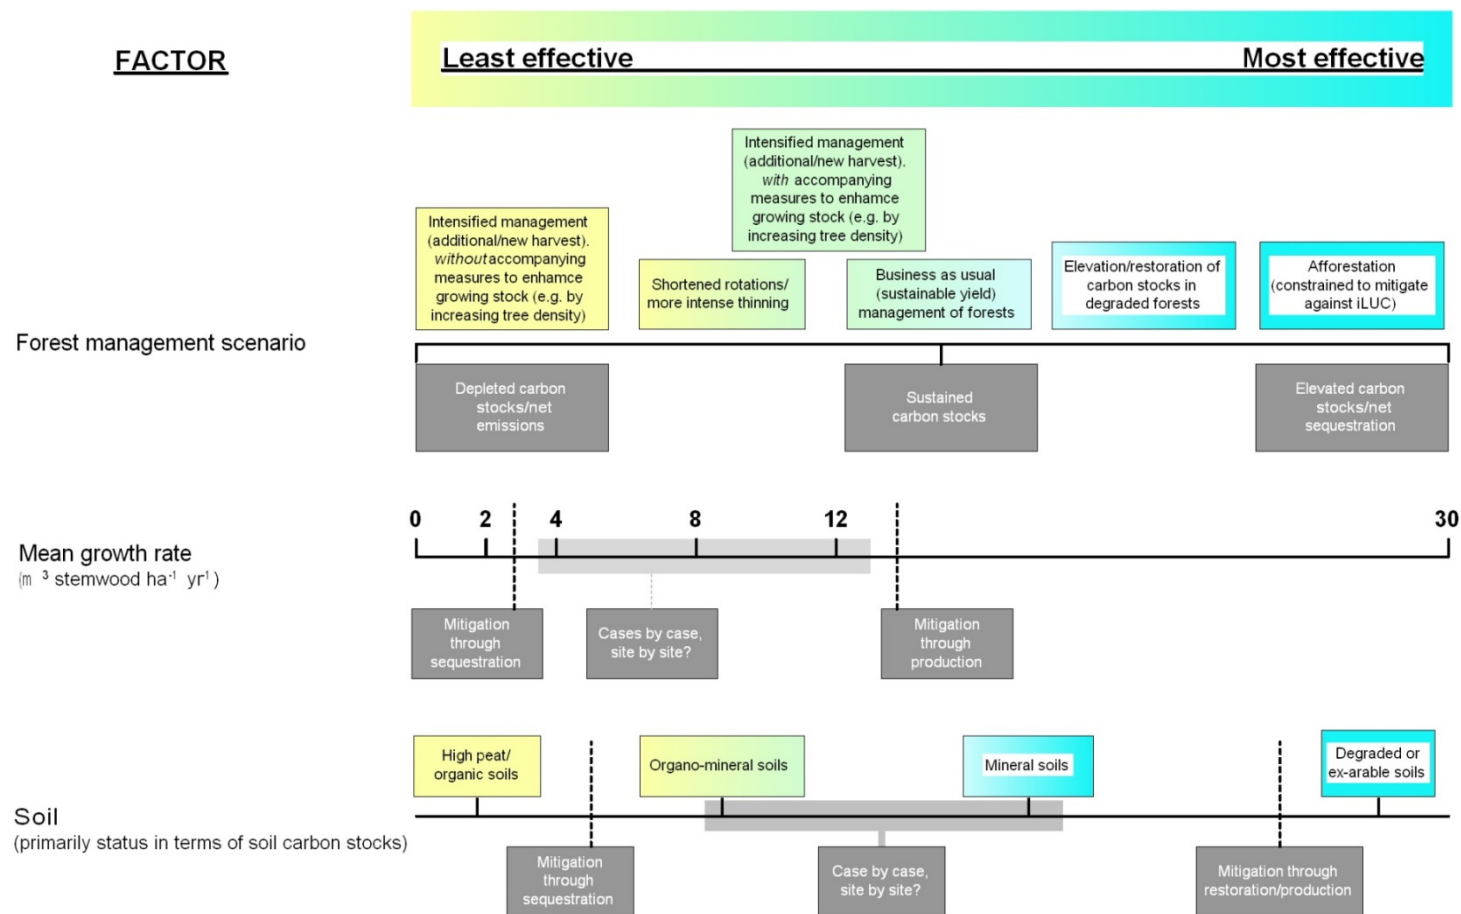 FACTOR
Least effective
Most effective
Intensified management
(additional/new harvest).
with accompanying
measures to enhamce
growing stock (e.g. by
increasing tree density)
Intensified management
(additional/new harvest).
without accompanying
measures to enhamce
growing stock (e.g. by
increasing tree density)
Shortened rotations/
more intense thinning
Business as usual
(sustainable yield)
management of forests
Elevation/restoration of
carbon stocks in
degraded forests
Afforestation
(constrained to mitigate
against iLUC)
Forest management scenario
Depleted carbon
stocks/net
emissions
Sustained
carbon stocks
Elevated carbon
stocks/net
sequestration
0 2 4 8 12 30
Mean growth rate
(m ³ stemwood ha⁻¹ yr¹ )
Mitigation
through
sequestration
Cases by case,
site by site?
Mitigation
through
production
High peat/
organic soils
Organo-mineral soils
Mineral soils
Degraded or
ex-arable soils
Soil
(primarily status in terms of soil carbon stocks)
Mitigation
through
sequestration
Case by case,
site by site?
Mitigation through
restoration/production